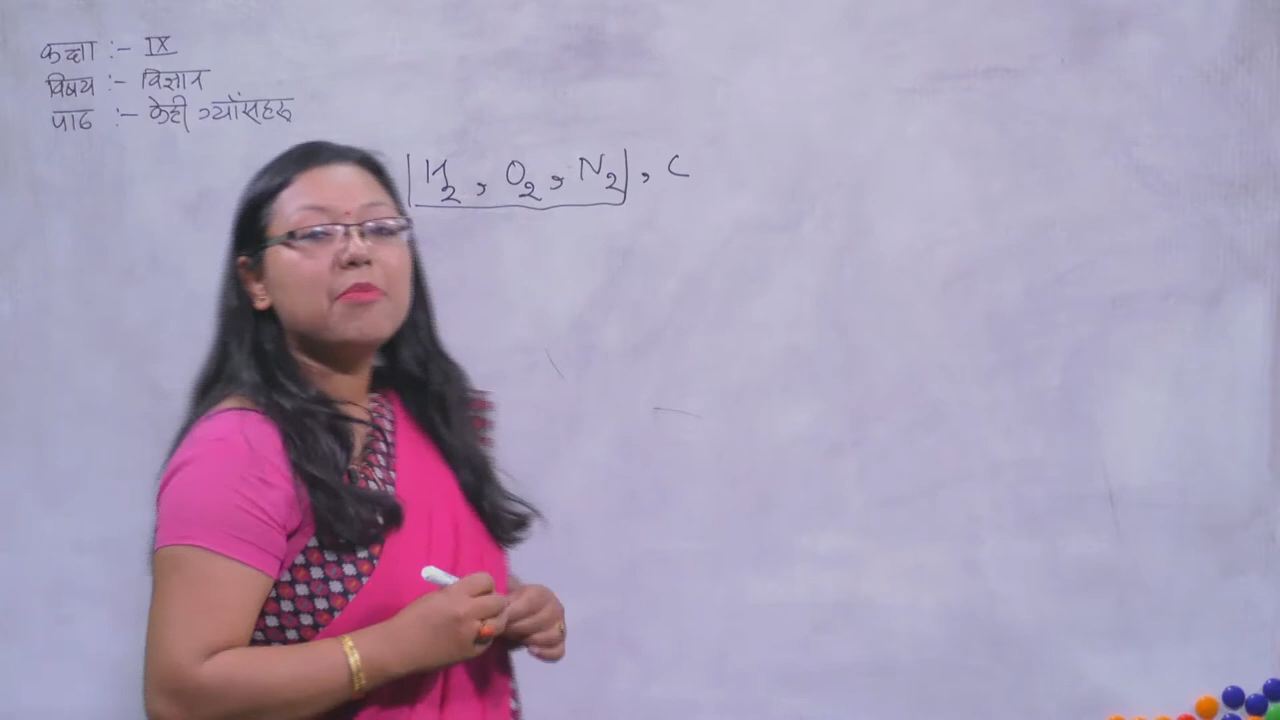 कक्षा :- IX
विषय :- विज्ञान
पाठ :- केही ग्याँसहरू
H₂, O₂, N₂, C